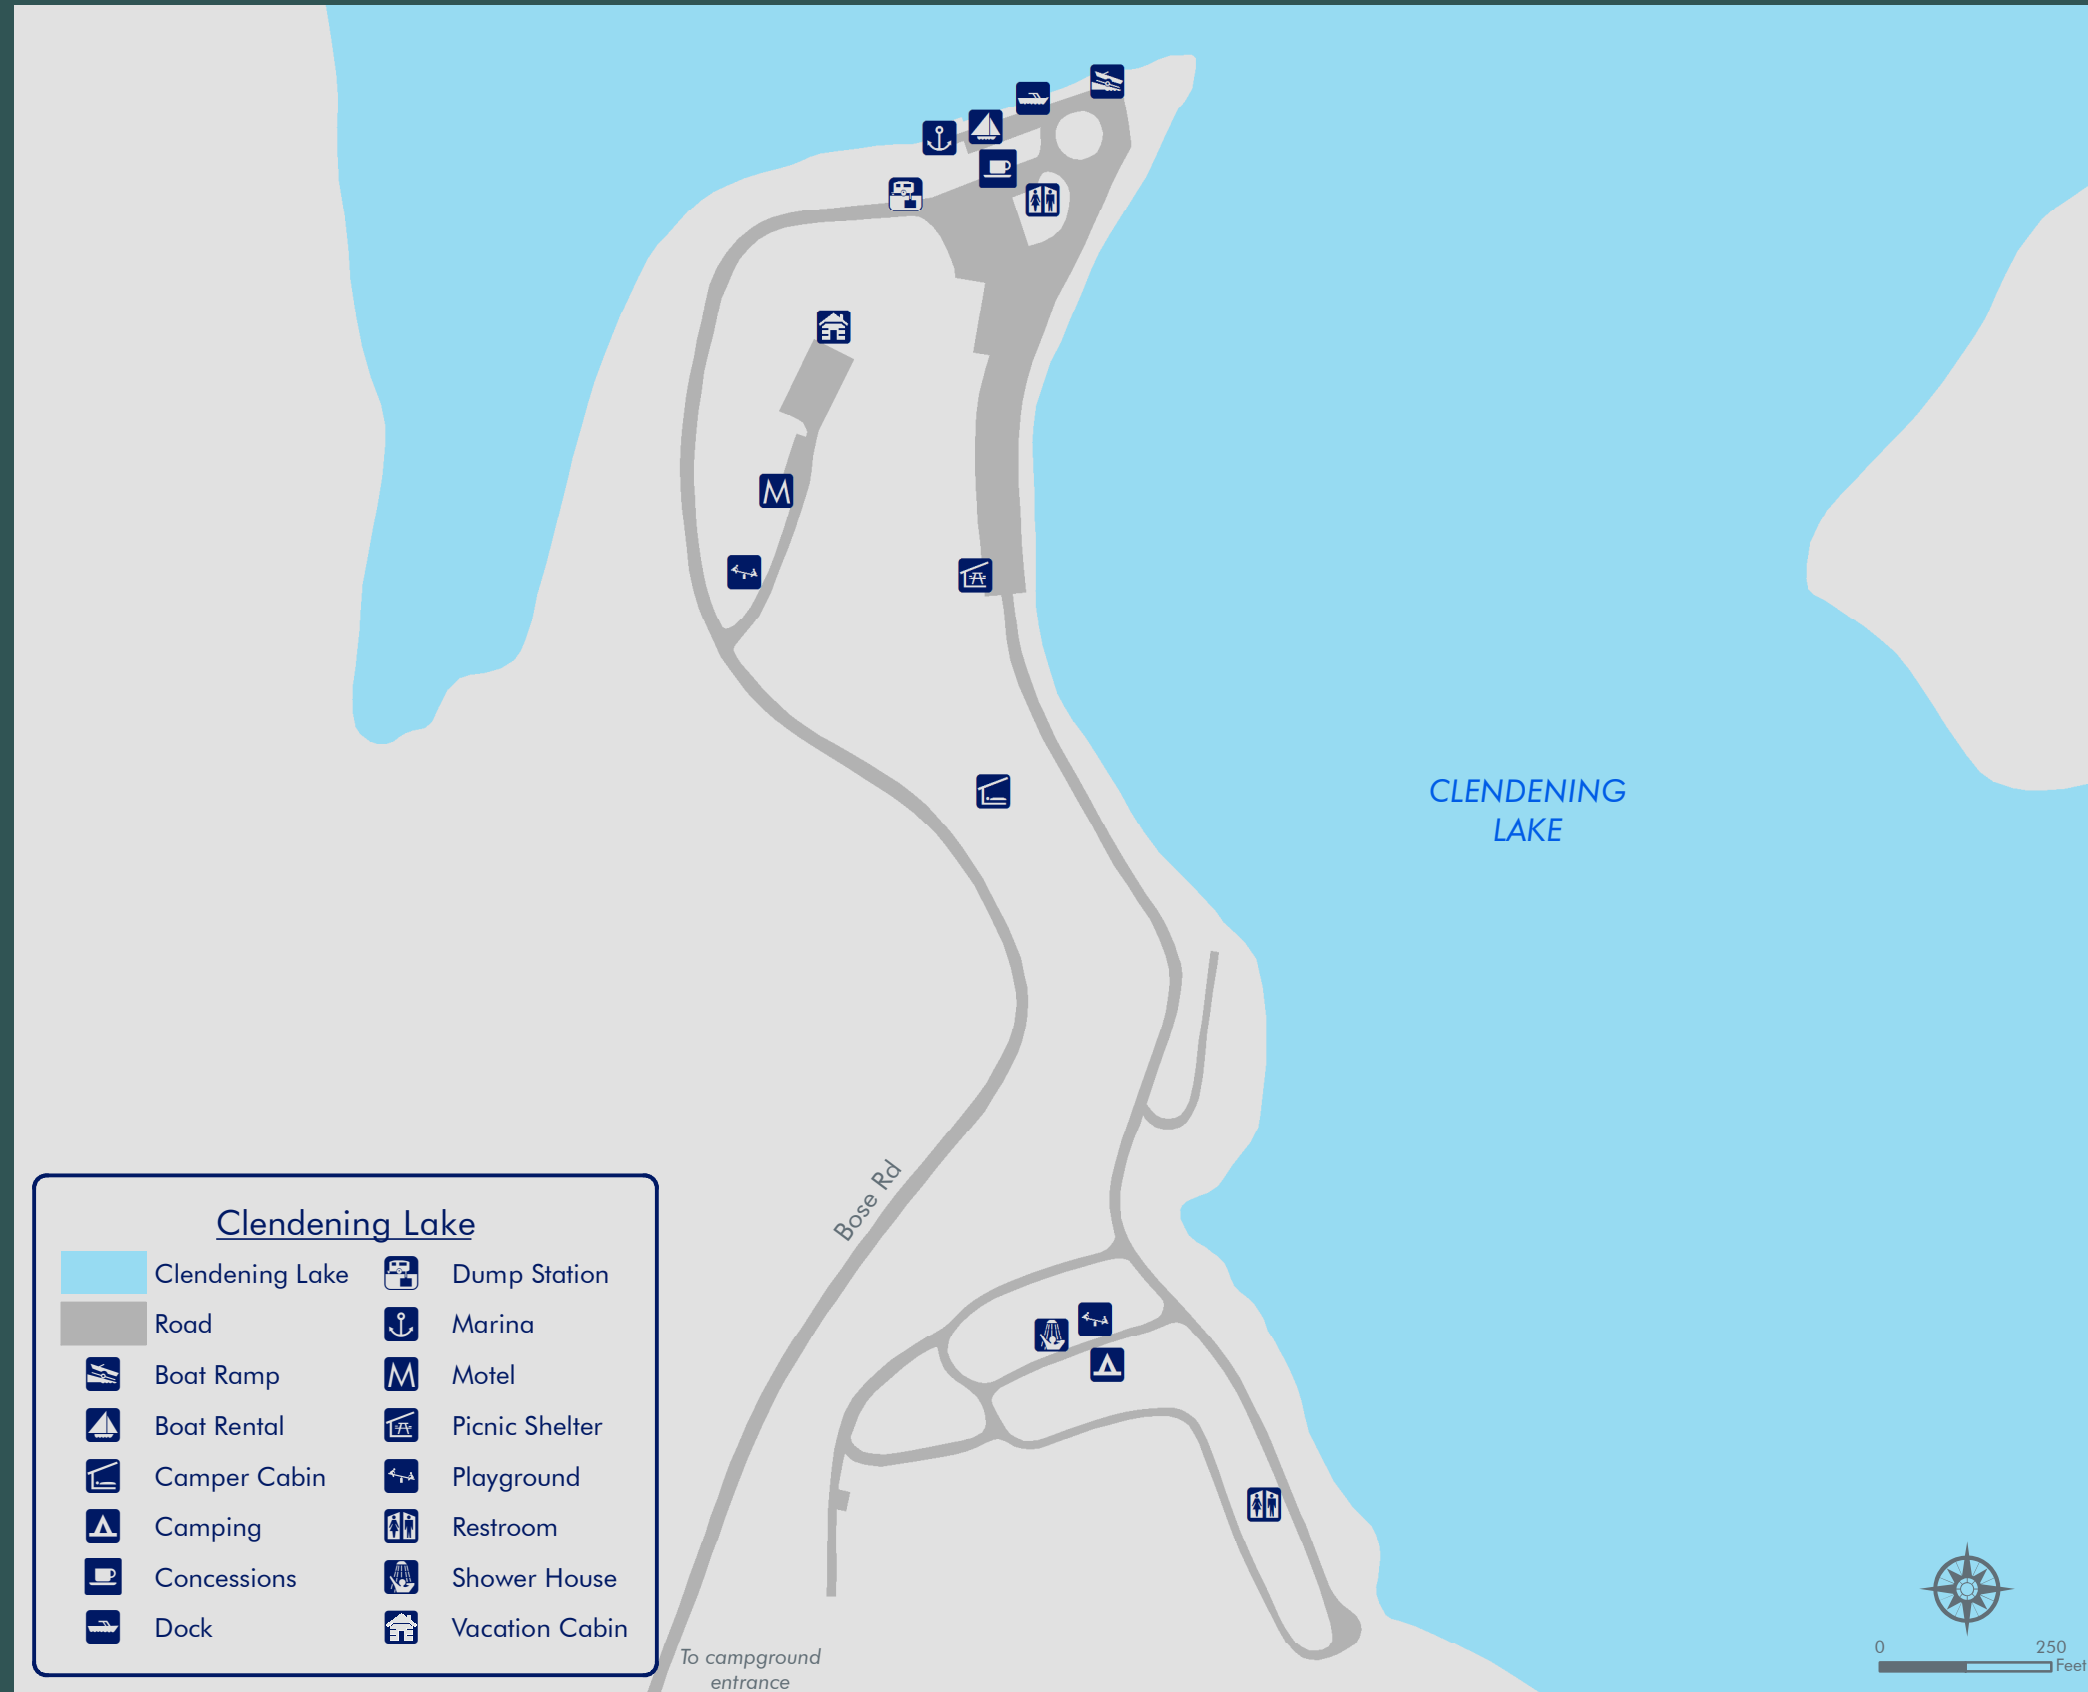 M
CLENDENING
LAKE
Bose Rd
Clendening Lake
Clendening Lake
Dump Station
Road
Marina
Boat Ramp
M
Motel
Boat Rental
Picnic Shelter
Camper Cabin
Playground
Camping
Restroom
Concessions
Shower House
Dock
Vacation Cabin
To campground
entrance
0 250
Feet